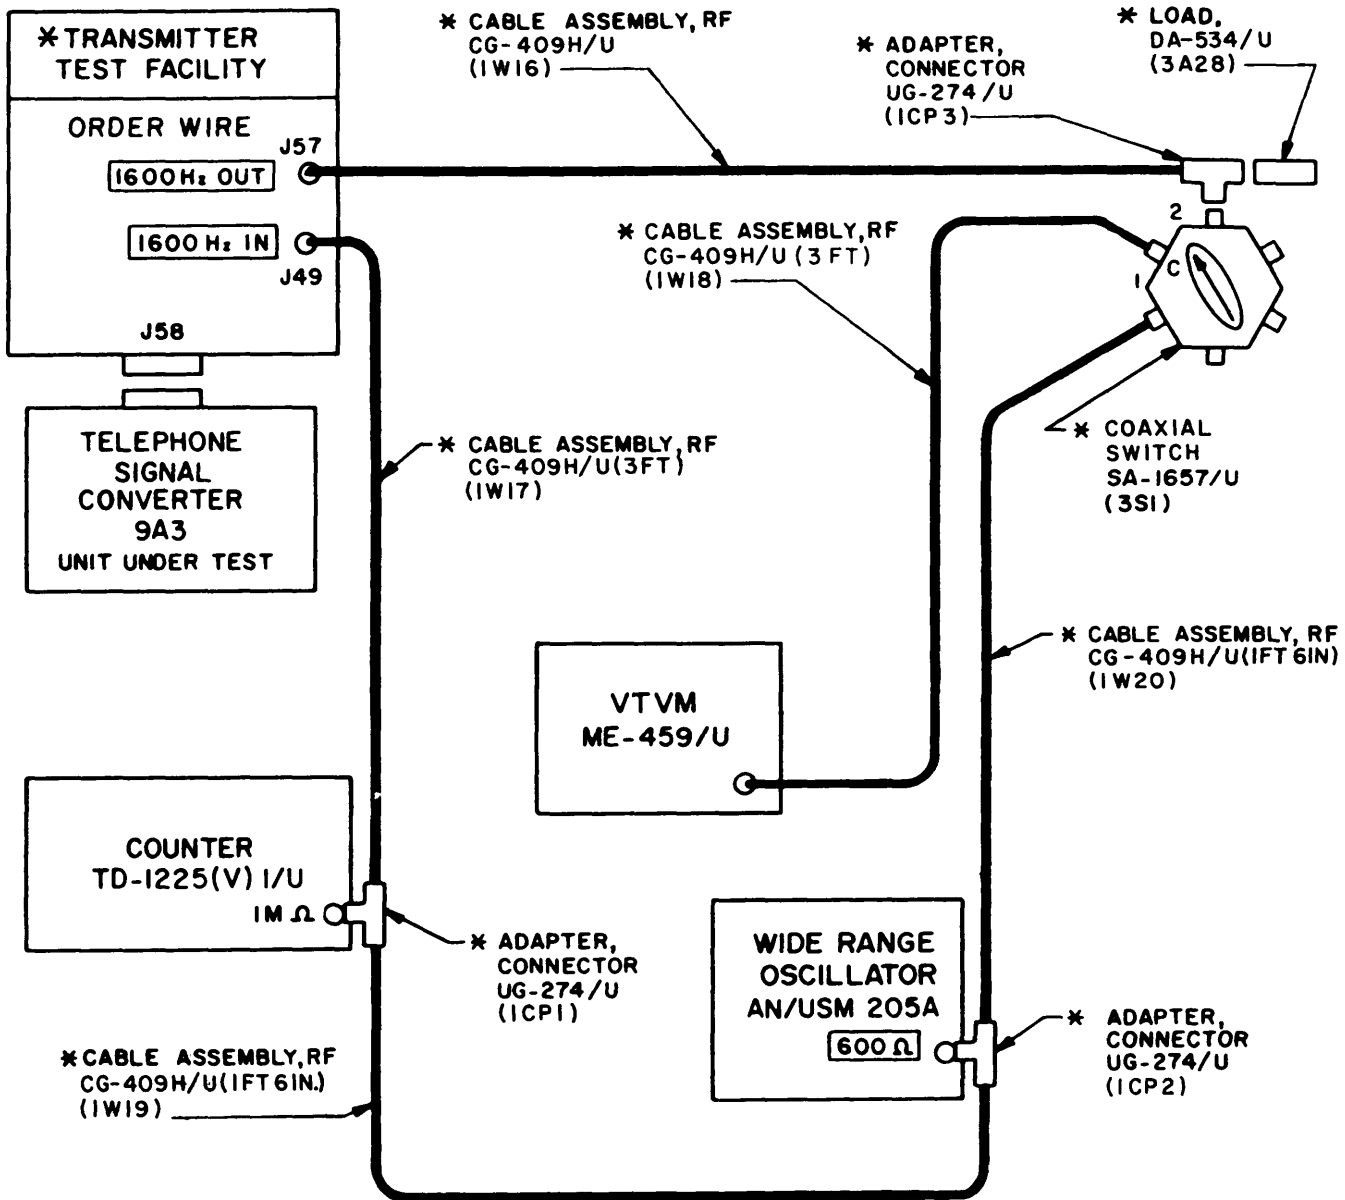 * TRANSMITTER
TEST FACILITY
ORDER WIRE
J57
1600 Hz OUT
1600 Hz IN
J49
J58
TELEPHONE
SIGNAL
CONVERTER
9A3
UNIT UNDER TEST
* CABLE ASSEMBLY, RF
CG-409H/U
(1W16)
* ADAPTER,
CONNECTOR
UG-274/U
(1CP3)
* LOAD,
DA-534/U
(3A28)
* CABLE ASSEMBLY, RF
CG-409H/U (3 FT)
(1W18)
2
1
C
* COAXIAL
SWITCH
SA-1657/U
(3S1)
* CABLE ASSEMBLY, RF
CG-409H/U(3FT)
(1W17)
* CABLE ASSEMBLY, RF
CG-409H/U(1FT 6IN)
(1W20)
VTVM
ME-459/U
COUNTER
TD-1225(V) 1/U
1M Ω
* ADAPTER,
CONNECTOR
UG-274/U
(1CP1)
WIDE RANGE
OSCILLATOR
AN/USM 205A
600 Ω
* ADAPTER,
CONNECTOR
UG-274/U
(1CP2)
* CABLE ASSEMBLY, RF
CG-409H/U(1FT 6IN.)
(1W19)